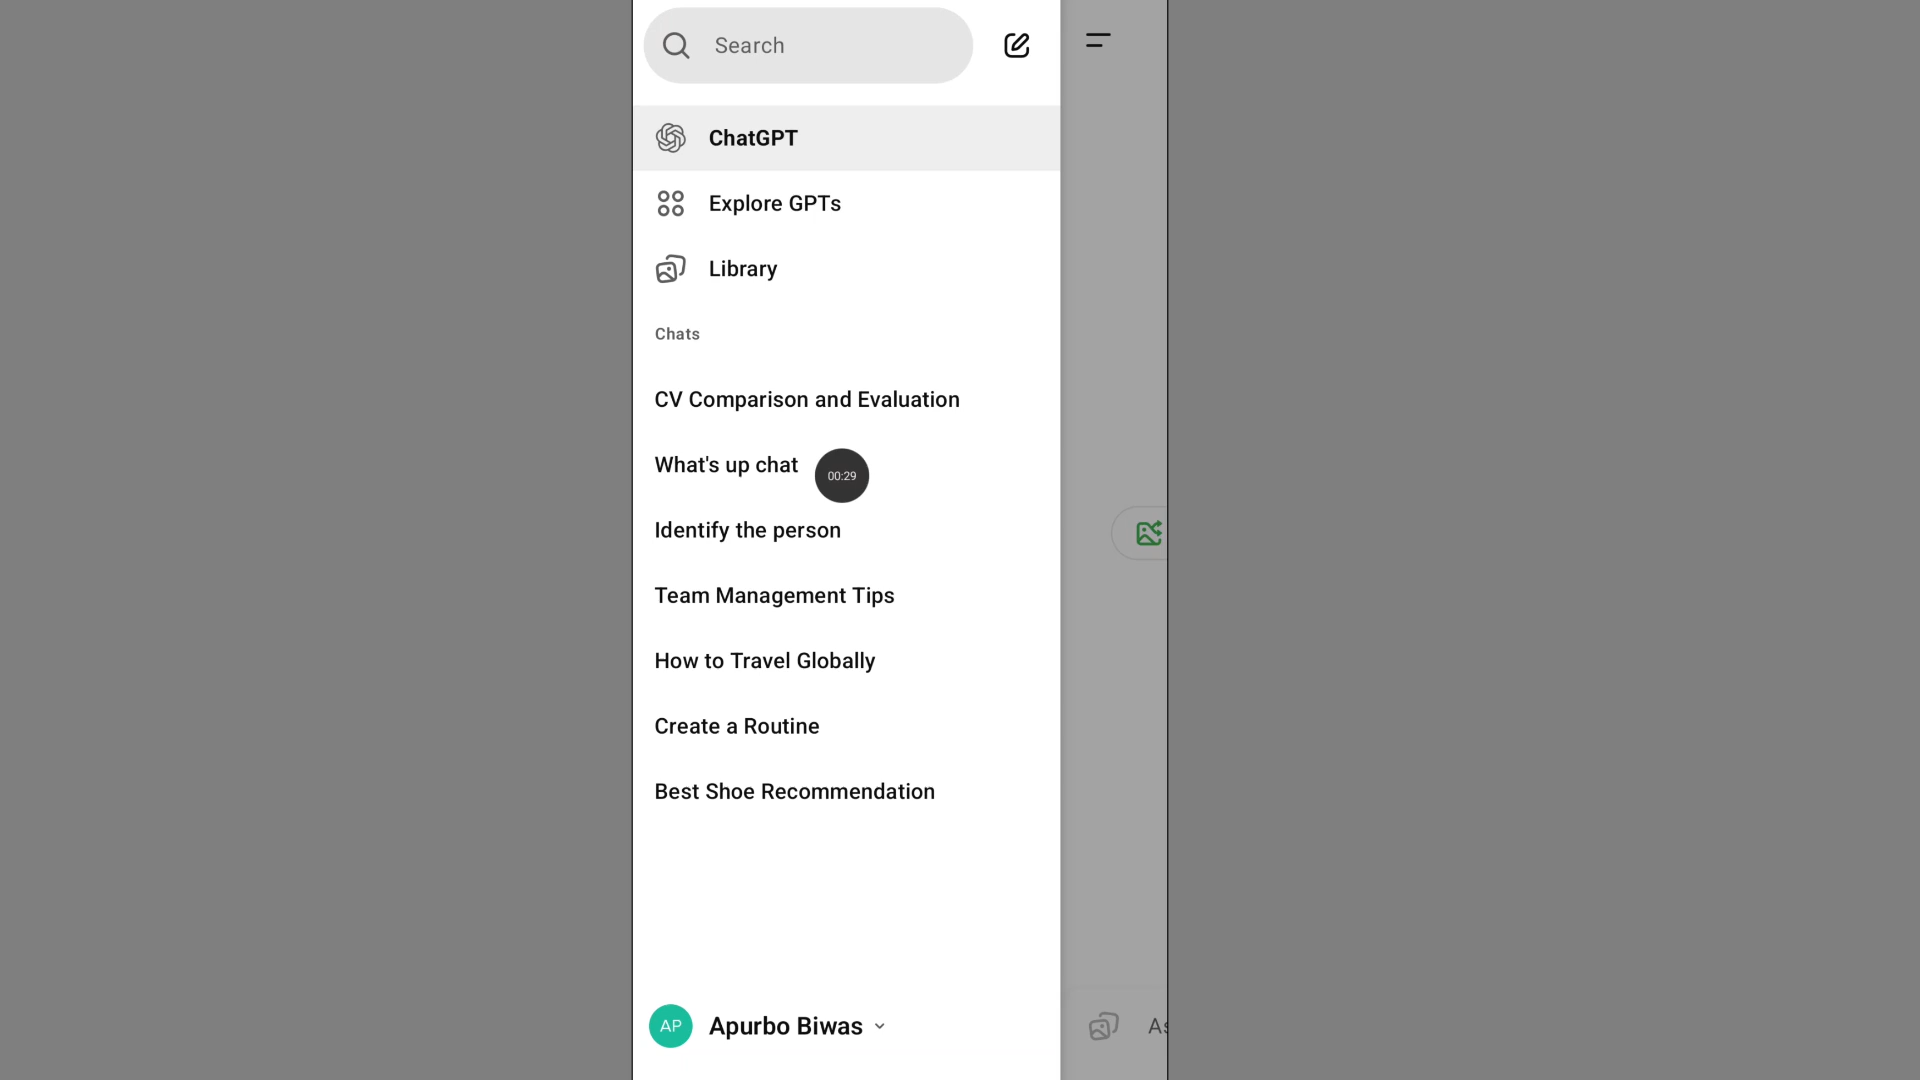 Search
ChatGPT
Explore GPTs
Library
Chats
CV Comparison and Evaluation
What's up chat
00:29
Identify the person
Team Management Tips
How to Travel Globally
Create a Routine
Best Shoe Recommendation
AP Apurbo Biwas
As